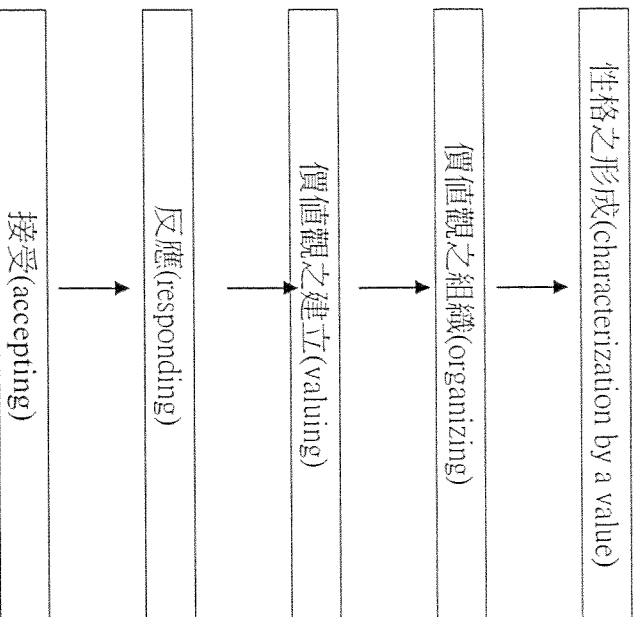 接受(accepting)
反應(responding)
價值觀之建立(valuing)
價值觀之組織(organizing)
性格之形成(characterization by a value)